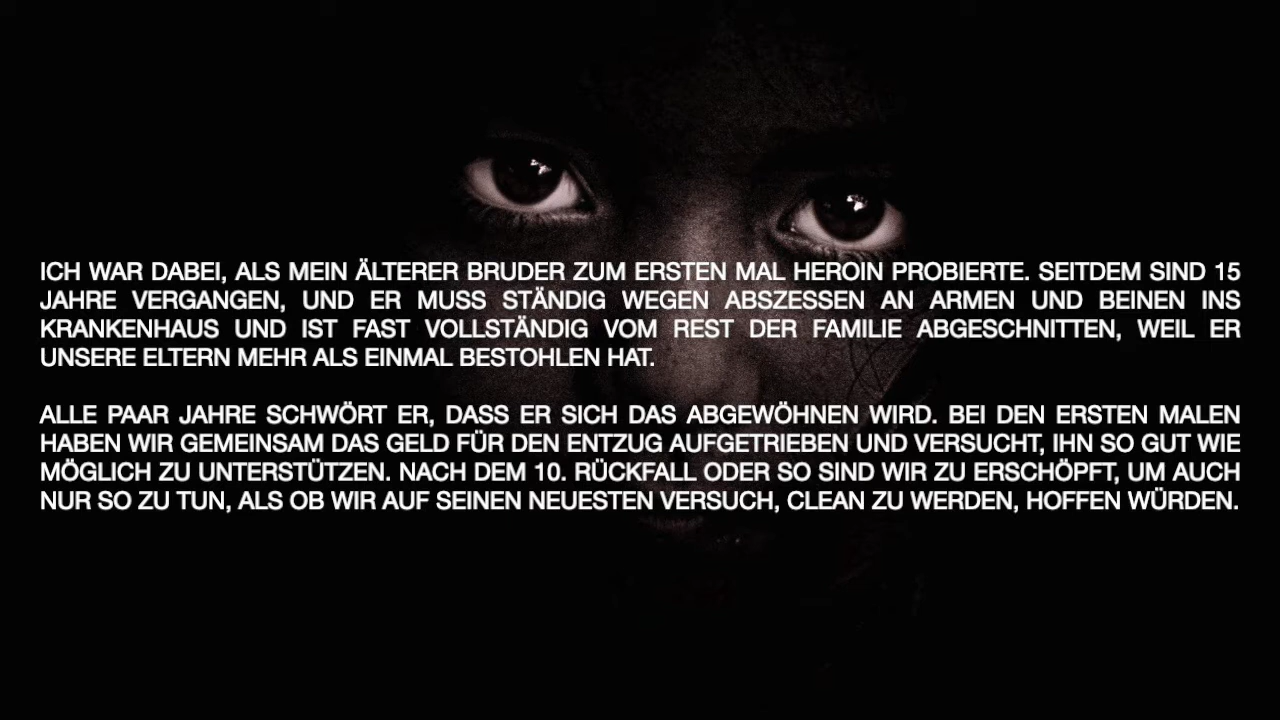 ICH WAR DABEI, ALS MEIN ÄLTERER BRUDER ZUM ERSTEN MAL HEROIN PROBIERTE. SEITDEM SIND 15
JAHRE VERGANGEN, UND ER MUSS STÄNDIG WEGEN ABSZESSEN AN ARMEN UND BEINEN INS
KRANKENHAUS UND IST FAST VOLLSTÄNDIG VOM REST DER FAMILIE ABGESCHNITTEN, WEIL ER
UNSERE ELTERN MEHR ALS EINMAL BESTOHLEN HAT.
ALLE PAAR JAHRE SCHWÖRT ER, DASS ER SICH DAS ABGEWÖHNEN WIRD. BEI DEN ERSTEN MALEN
HABEN WIR GEMEINSAM DAS GELD FÜR DEN ENTZUG AUFGETRIEBEN UND VERSUCHT, IHN SO GUT WIE
MÖGLICH ZU UNTERSTÜTZEN. NACH DEM 10. RÜCKFALL ODER SO SIND WIR ZU ERSCHÖPFT, UM AUCH
NUR SO ZU TUN, ALS OB WIR AUF SEINEN NEUESTEN VERSUCH, CLEAN ZU WERDEN, HOFFEN WÜRDEN.